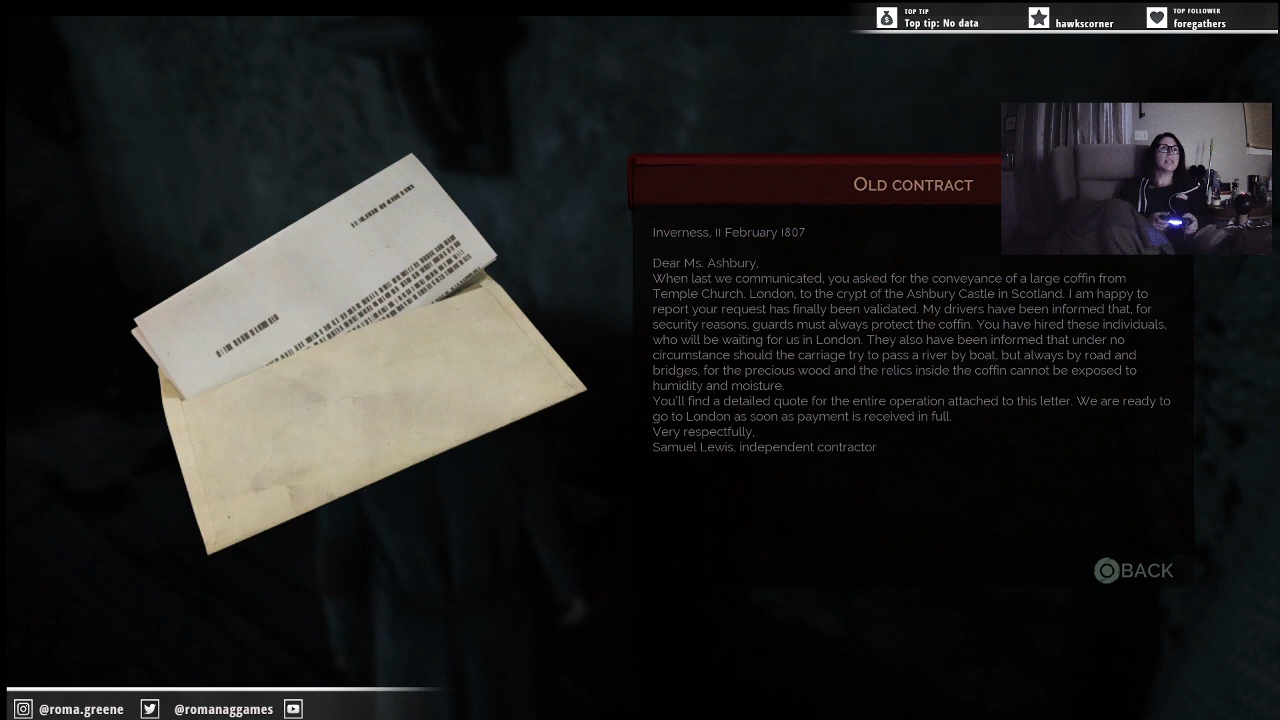 TOP TIP
Top tip: No data
hawkscorner
TOP FOLLOWER
foregathers
OLD CONTRACT
Inverness, 11 February 1807
Dear Ms. Ashbury,
When last we communicated, you asked for the conveyance of a large coffin from
Temple Church, London, to the crypt of the Ashbury Castle in Scotland. I am happy to
report your request has finally been validated. My drivers have been informed that, for
security reasons, guards must always protect the coffin. You have hired these individuals,
who will be waiting for us in London. They also have been informed that under no
circumstance should the carriage try to pass a river by boat, but always by road and
bridges, for the precious wood and the relics inside the coffin cannot be exposed to
humidity and moisture.
You'll find a detailed quote for the entire operation attached to this letter. We are ready to
go to London as soon as payment is received in full.
Very respectfully,
Samuel Lewis, independent contractor
BACK
@roma.greene
@romanaggames